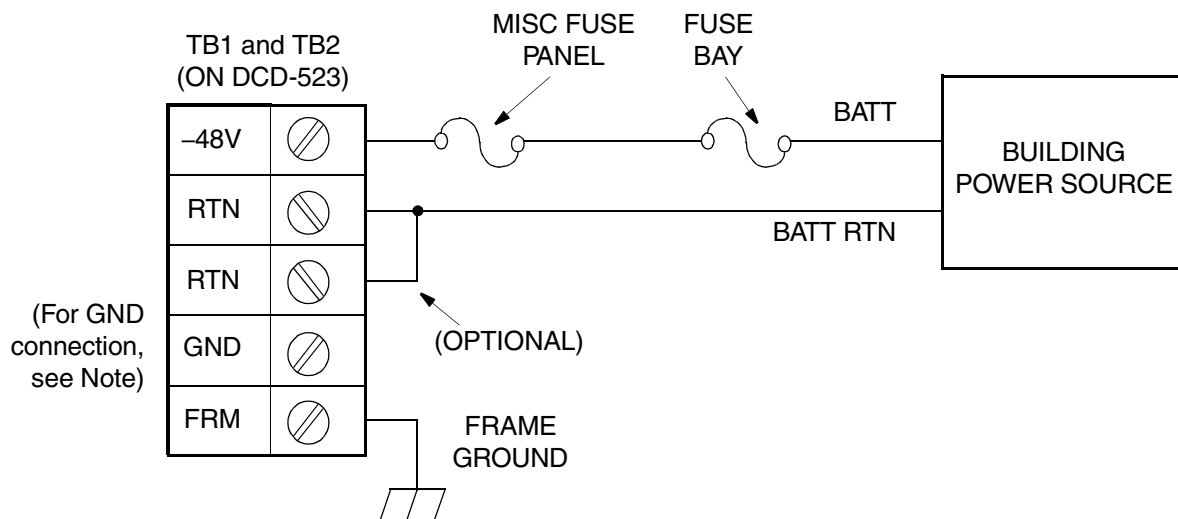 MISC FUSE
PANEL
FUSE
BAY
TB1 and TB2
(ON DCD-523)
–48V
BATT
BUILDING
POWER SOURCE
RTN
BATT RTN
RTN
(For GND
connection,
see Note)
GND
(OPTIONAL)
FRM
FRAME
GROUND